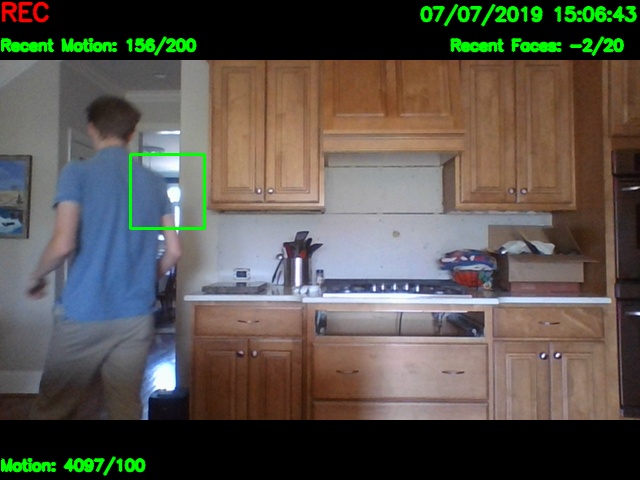 REC
07/07/2019 15:06:43
Recent Motion: 156/200
Recent Faces: -2/20
Motion: 4097/100